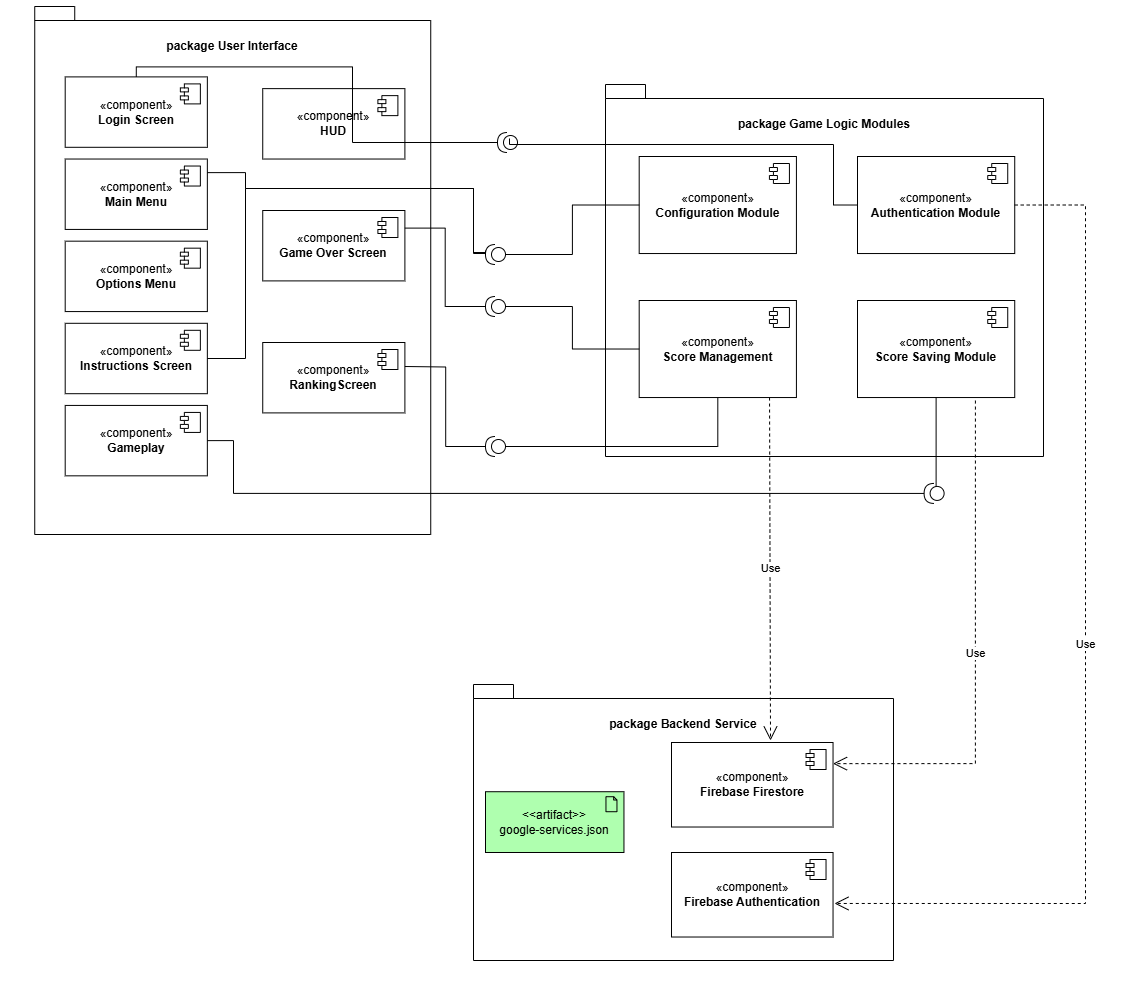 package User Interface
«component»
Login Screen
«component»
HUD
«component»
Main Menu
«component»
Game Over Screen
«component»
Options Menu
«component»
Instructions Screen
«component»
RankingScreen
«component»
Gameplay
package Game Logic Modules
«component»
Configuration Module
«component»
Authentication Module
«component»
Score Management
«component»
Score Saving Module
Use
Use
Use
package Backend Service
«component»
Firebase Firestore
<<artifact>>
google-services.json
«component»
Firebase Authentication